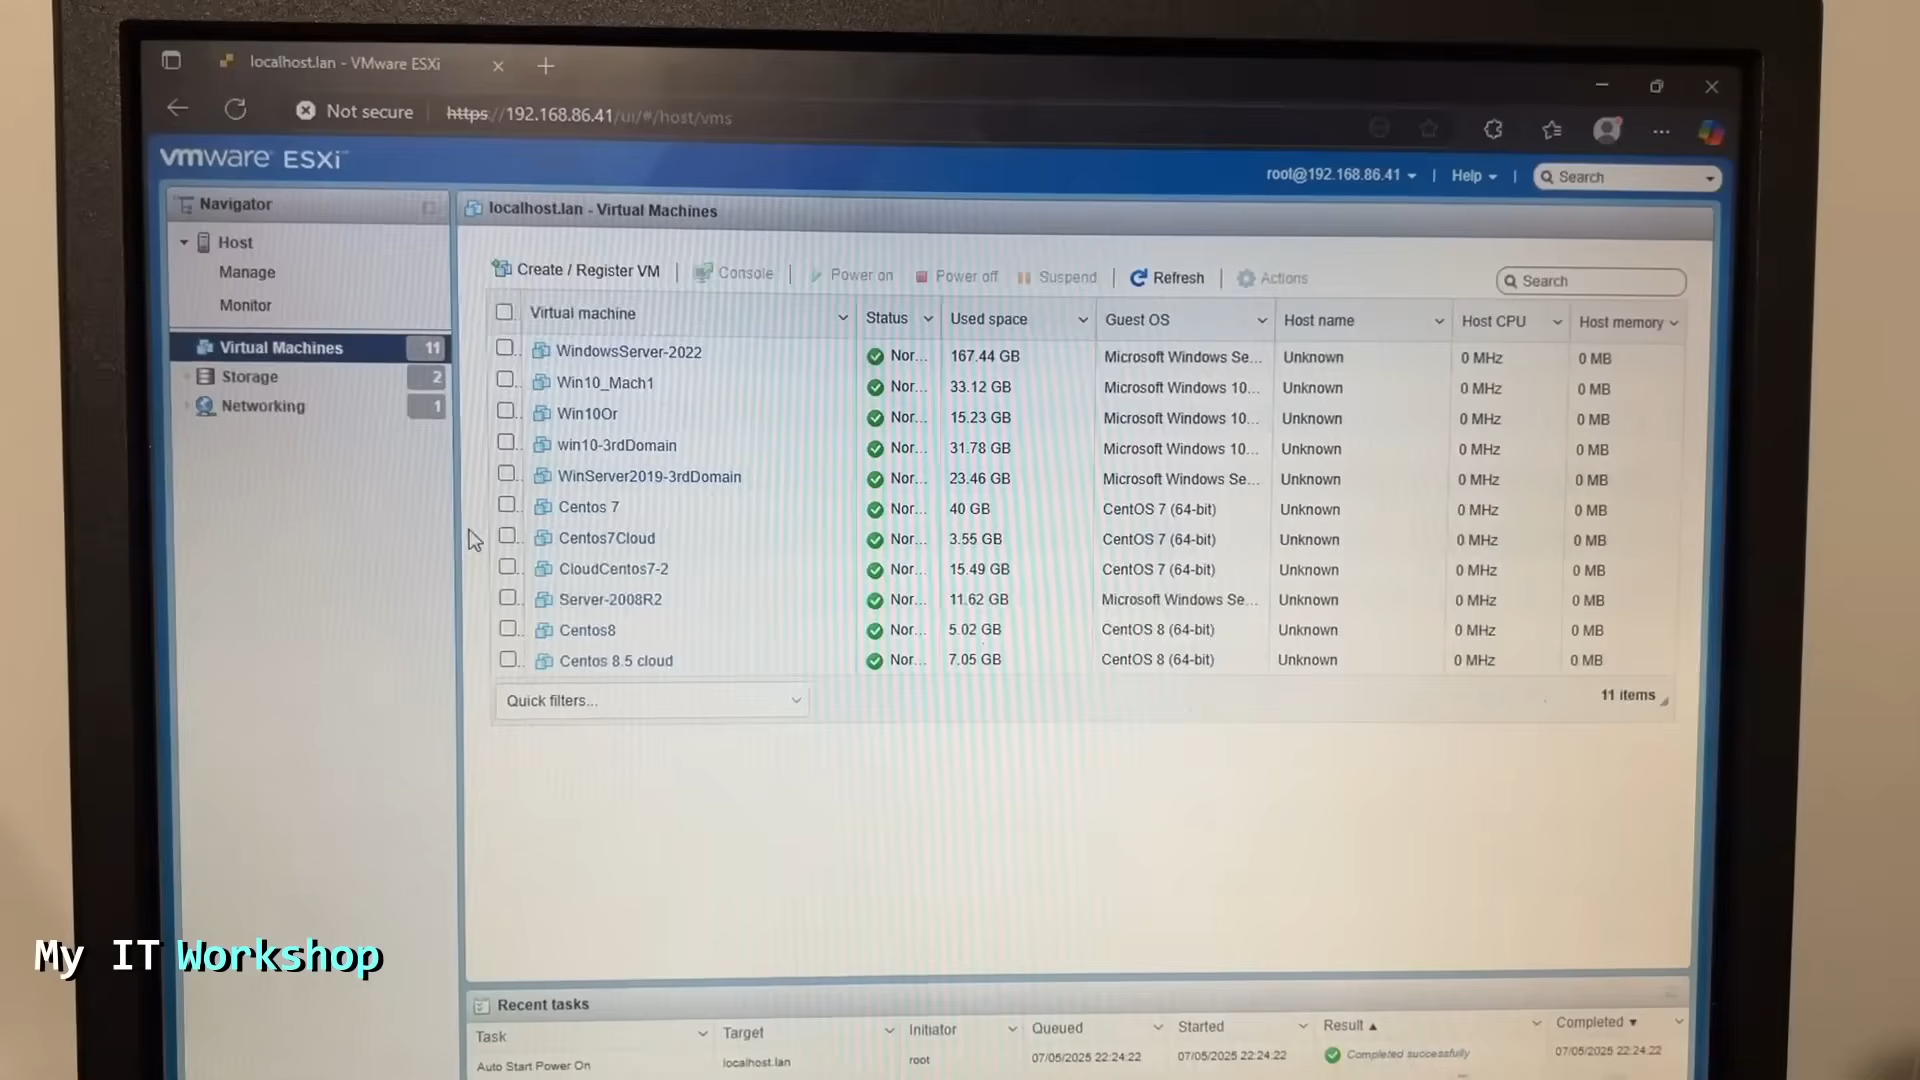 localhost.lan - VMware ESXi
Not secure https://192.168.86.41/ui/#/host/vms
vmware ESXi
root@192.168.86.41 | Help | Search
Navigator
Host
Manage
Monitor
Virtual Machines 11
Storage 2
Networking 1
localhost.lan - Virtual Machines
Create / Register VM | Console | Power on Power off Suspend | Refresh | Actions Search
Virtual machine Status Used space Guest OS Host name Host CPU Host memory
WindowsServer-2022 Nor... 167.44 GB Microsoft Windows Se... Unknown 0 MHz 0 MB
Win10_Mach1 Nor... 33.12 GB Microsoft Windows 10... Unknown 0 MHz 0 MB
Win10Or Nor... 15.23 GB Microsoft Windows 10... Unknown 0 MHz 0 MB
win10-3rdDomain Nor... 31.78 GB Microsoft Windows 10... Unknown 0 MHz 0 MB
WinServer2019-3rdDomain Nor... 23.46 GB Microsoft Windows Se... Unknown 0 MHz 0 MB
Centos 7 Nor... 40 GB CentOS 7 (64-bit) Unknown 0 MHz 0 MB
Centos7Cloud Nor... 3.55 GB CentOS 7 (64-bit) Unknown 0 MHz 0 MB
CloudCentos7-2 Nor... 15.49 GB CentOS 7 (64-bit) Unknown 0 MHz 0 MB
Server-2008R2 Nor... 11.62 GB Microsoft Windows Se... Unknown 0 MHz 0 MB
Centos8 Nor... 5.02 GB CentOS 8 (64-bit) Unknown 0 MHz 0 MB
Centos 8.5 cloud Nor... 7.05 GB CentOS 8 (64-bit) Unknown 0 MHz 0 MB
Quick filters... 11 items
My IT Workshop
Recent tasks
Task Target Initiator Queued Started Result Completed
Auto Start Power On localhost.lan root 07/05/2025 22:24:22 07/05/2025 22:24:22 Completed successfully 07/05/2025 22:24:22